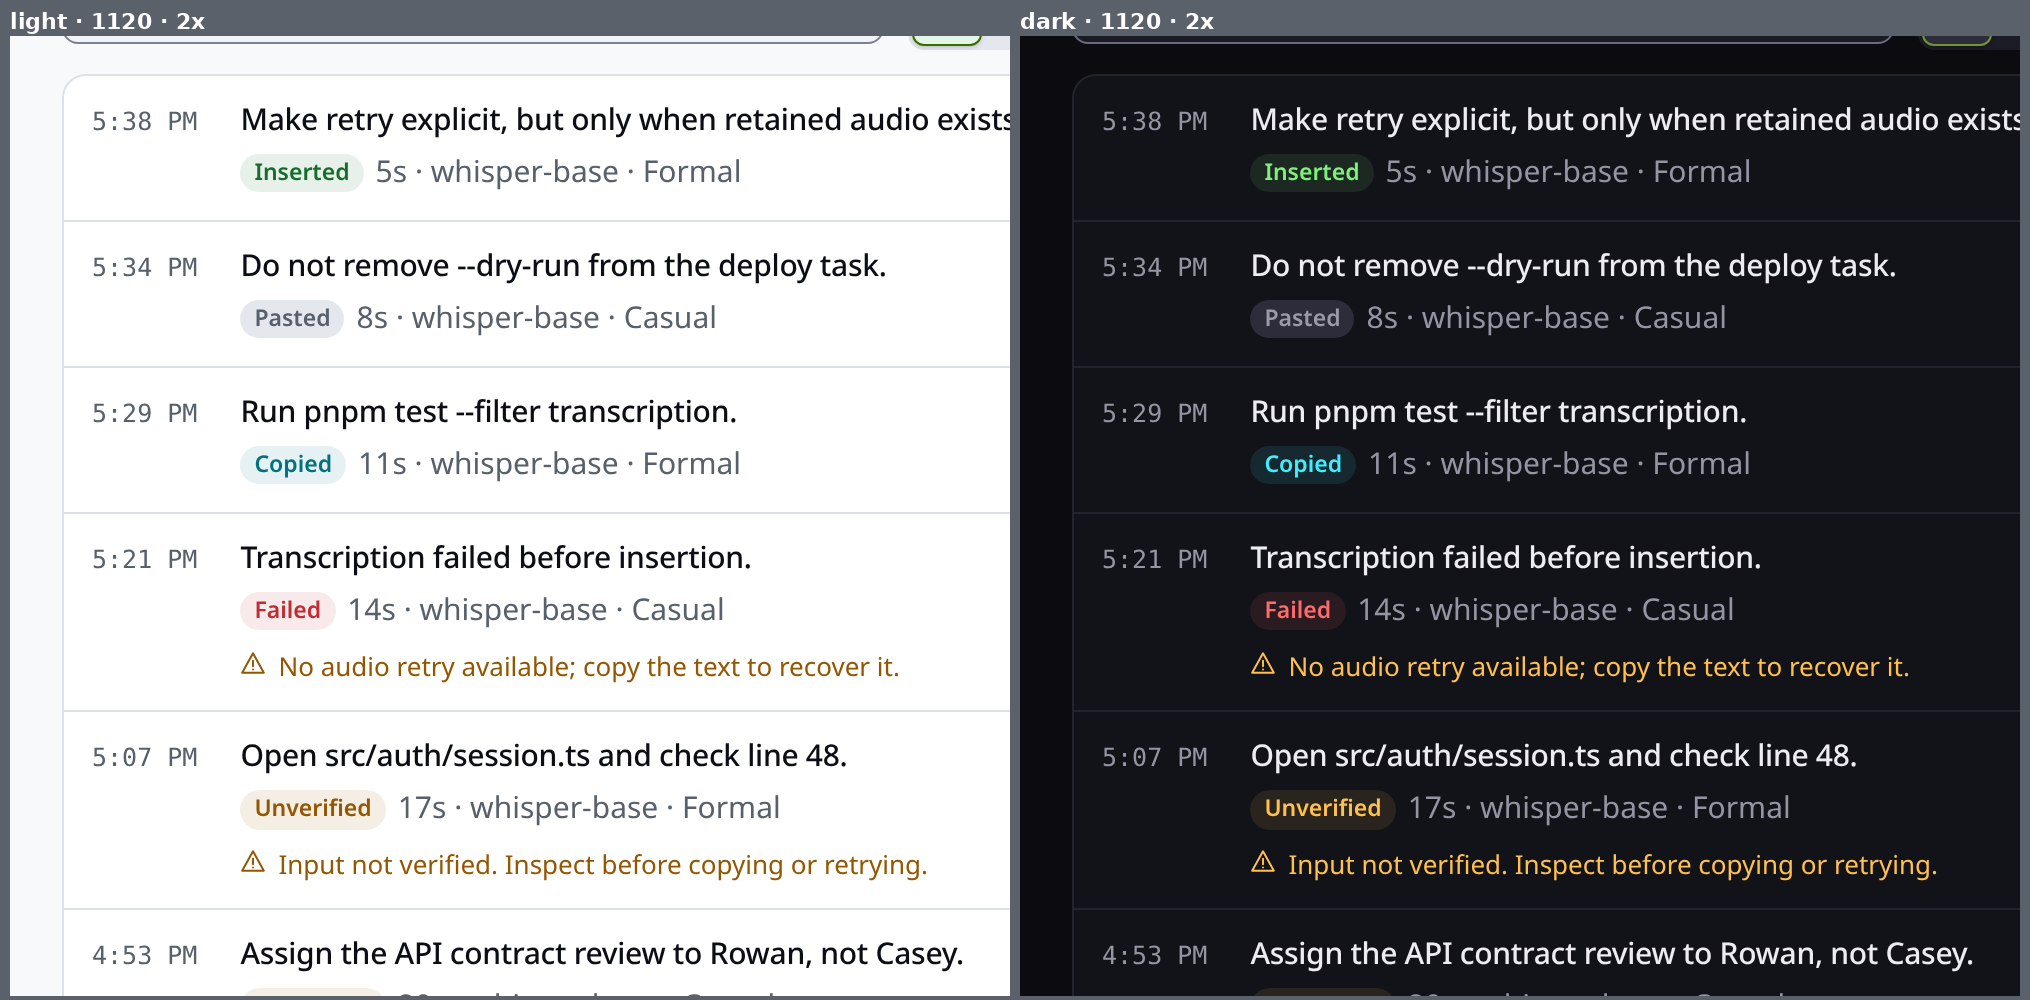 light · 1120 · 2x
5:38 PM Make retry explicit, but only when retained audio exists
Inserted 5s · whisper-base · Formal
5:34 PM Do not remove --dry-run from the deploy task.
Pasted 8s · whisper-base · Casual
5:29 PM Run pnpm test --filter transcription.
Copied 11s · whisper-base · Formal
5:21 PM Transcription failed before insertion.
Failed 14s · whisper-base · Casual
No audio retry available; copy the text to recover it.
5:07 PM Open src/auth/session.ts and check line 48.
Unverified 17s · whisper-base · Formal
Input not verified. Inspect before copying or retrying.
4:53 PM Assign the API contract review to Rowan, not Casey.
dark · 1120 · 2x
5:38 PM Make retry explicit, but only when retained audio exists
Inserted 5s · whisper-base · Formal
5:34 PM Do not remove --dry-run from the deploy task.
Pasted 8s · whisper-base · Casual
5:29 PM Run pnpm test --filter transcription.
Copied 11s · whisper-base · Formal
5:21 PM Transcription failed before insertion.
Failed 14s · whisper-base · Casual
No audio retry available; copy the text to recover it.
5:07 PM Open src/auth/session.ts and check line 48.
Unverified 17s · whisper-base · Formal
Input not verified. Inspect before copying or retrying.
4:53 PM Assign the API contract review to Rowan, not Casey.